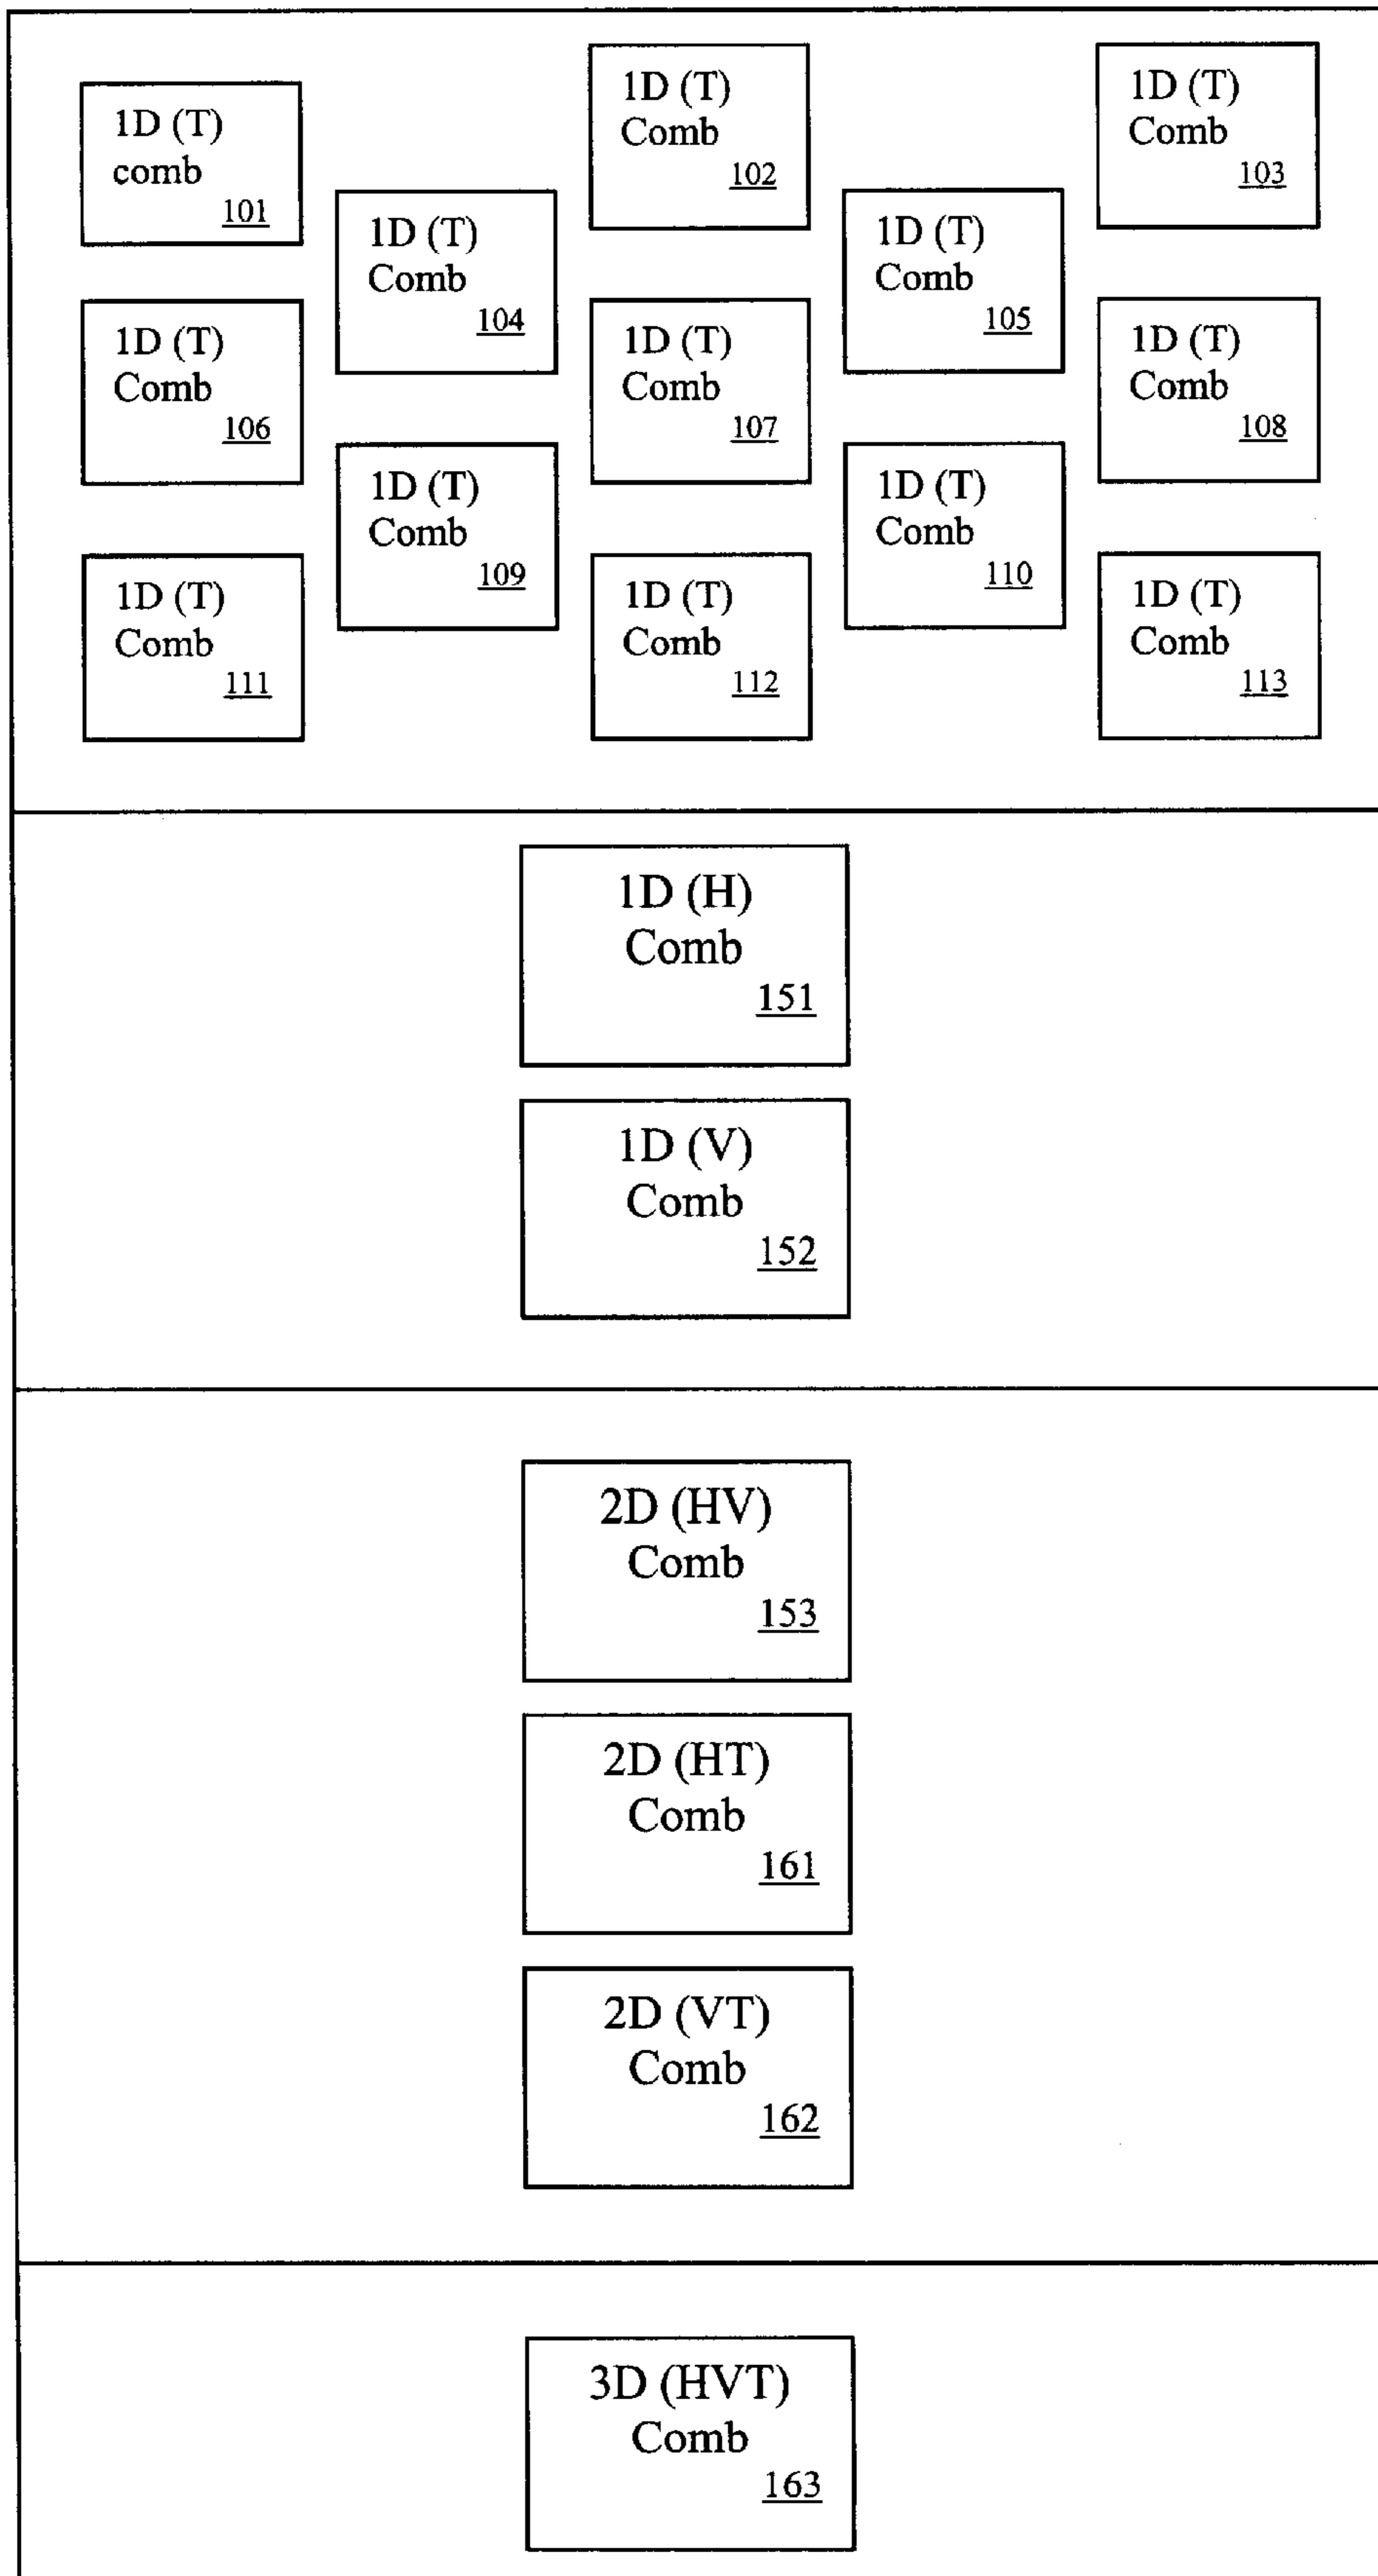 1D (T)
comb
101
1D (T)
Comb
102
1D (T)
Comb
103
1D (T)
Comb
104
1D (T)
Comb
105
1D (T)
Comb
106
1D (T)
Comb
107
1D (T)
Comb
108
1D (T)
Comb
109
1D (T)
Comb
110
1D (T)
Comb
111
1D (T)
Comb
112
1D (T)
Comb
113
1D (H)
Comb
151
1D (V)
Comb
152
2D (HV)
Comb
153
2D (HT)
Comb
161
2D (VT)
Comb
162
3D (HVT)
Comb
163